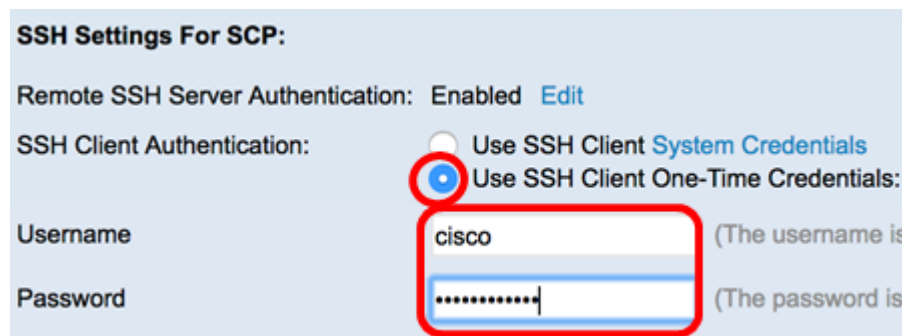 SSH Settings For SCP:
Remote SSH Server Authentication: Enabled Edit
SSH Client Authentication: Use SSH Client System Credentials
Use SSH Client One-Time Credentials:
Username cisco (The username is
Password •••••••••••• (The password is